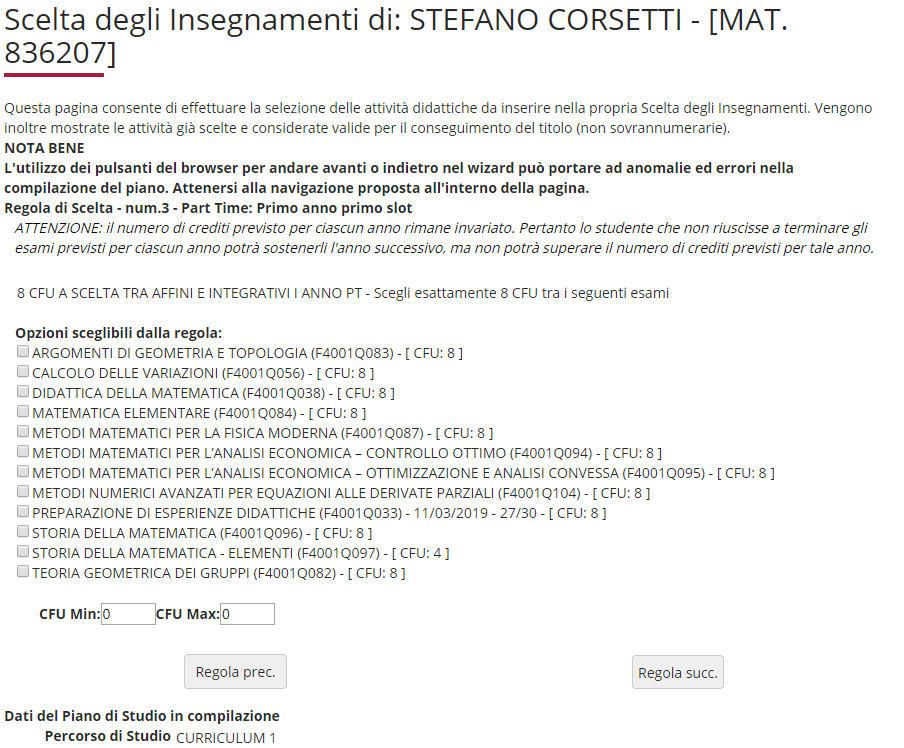 Scelta degli Insegnamenti di: STEFANO CORSETTI - [MAT.
836207]
Questa pagina consente di effettuare la selezione delle attività didattiche da inserire nella propria Scelta degli Insegnamenti. Vengono
inoltre mostrate le attività già scelte e considerate valide per il conseguimento del titolo (non sovrannumerarie).
NOTA BENE
L'utilizzo dei pulsanti del browser per andare avanti o indietro nel wizard può portare ad anomalie ed errori nella
compilazione del piano. Attenersi alla navigazione proposta all'interno della pagina.
Regola di Scelta - num.3 - Part Time: Primo anno primo slot
ATTENZIONE: il numero di crediti previsto per ciascun anno rimane invariato. Pertanto lo studente che non riuscisse a terminare gli
esami previsti per ciascun anno potrà sostenerli l'anno successivo, ma non potrà superare il numero di crediti previsti per tale anno.
8 CFU A SCELTA TRA AFFINI E INTEGRATIVI I ANNO PT - Scegli esattamente 8 CFU tra i seguenti esami
Opzioni sceglibili dalla regola:
ARGOMENTI DI GEOMETRIA E TOPOLOGIA (F4001Q083) - [ CFU: 8 ]
CALCOLO DELLE VARIAZIONI (F4001Q056) - [ CFU: 8 ]
DIDATTICA DELLA MATEMATICA (F4001Q038) - [ CFU: 8 ]
MATEMATICA ELEMENTARE (F4001Q084) - [ CFU: 8 ]
METODI MATEMATICI PER LA FISICA MODERNA (F4001Q087) - [ CFU: 8 ]
METODI MATEMATICI PER L’ANALISI ECONOMICA – CONTROLLO OTTIMO (F4001Q094) - [ CFU: 8 ]
METODI MATEMATICI PER L’ANALISI ECONOMICA – OTTIMIZZAZIONE E ANALISI CONVESSA (F4001Q095) - [ CFU: 8 ]
METODI NUMERICI AVANZATI PER EQUAZIONI ALLE DERIVATE PARZIALI (F4001Q104) - [ CFU: 8 ]
PREPARAZIONE DI ESPERIENZE DIDATTICHE (F4001Q033) - 11/03/2019 - 27/30 - [ CFU: 8 ]
STORIA DELLA MATEMATICA (F4001Q096) - [ CFU: 8 ]
STORIA DELLA MATEMATICA - ELEMENTI (F4001Q097) - [ CFU: 4 ]
TEORIA GEOMETRICA DEI GRUPPI (F4001Q082) - [ CFU: 8 ]
CFU Min: 0 CFU Max: 0
Regola prec. Regola succ.
Dati del Piano di Studio in compilazione
Percorso di Studio CURRICULUM 1